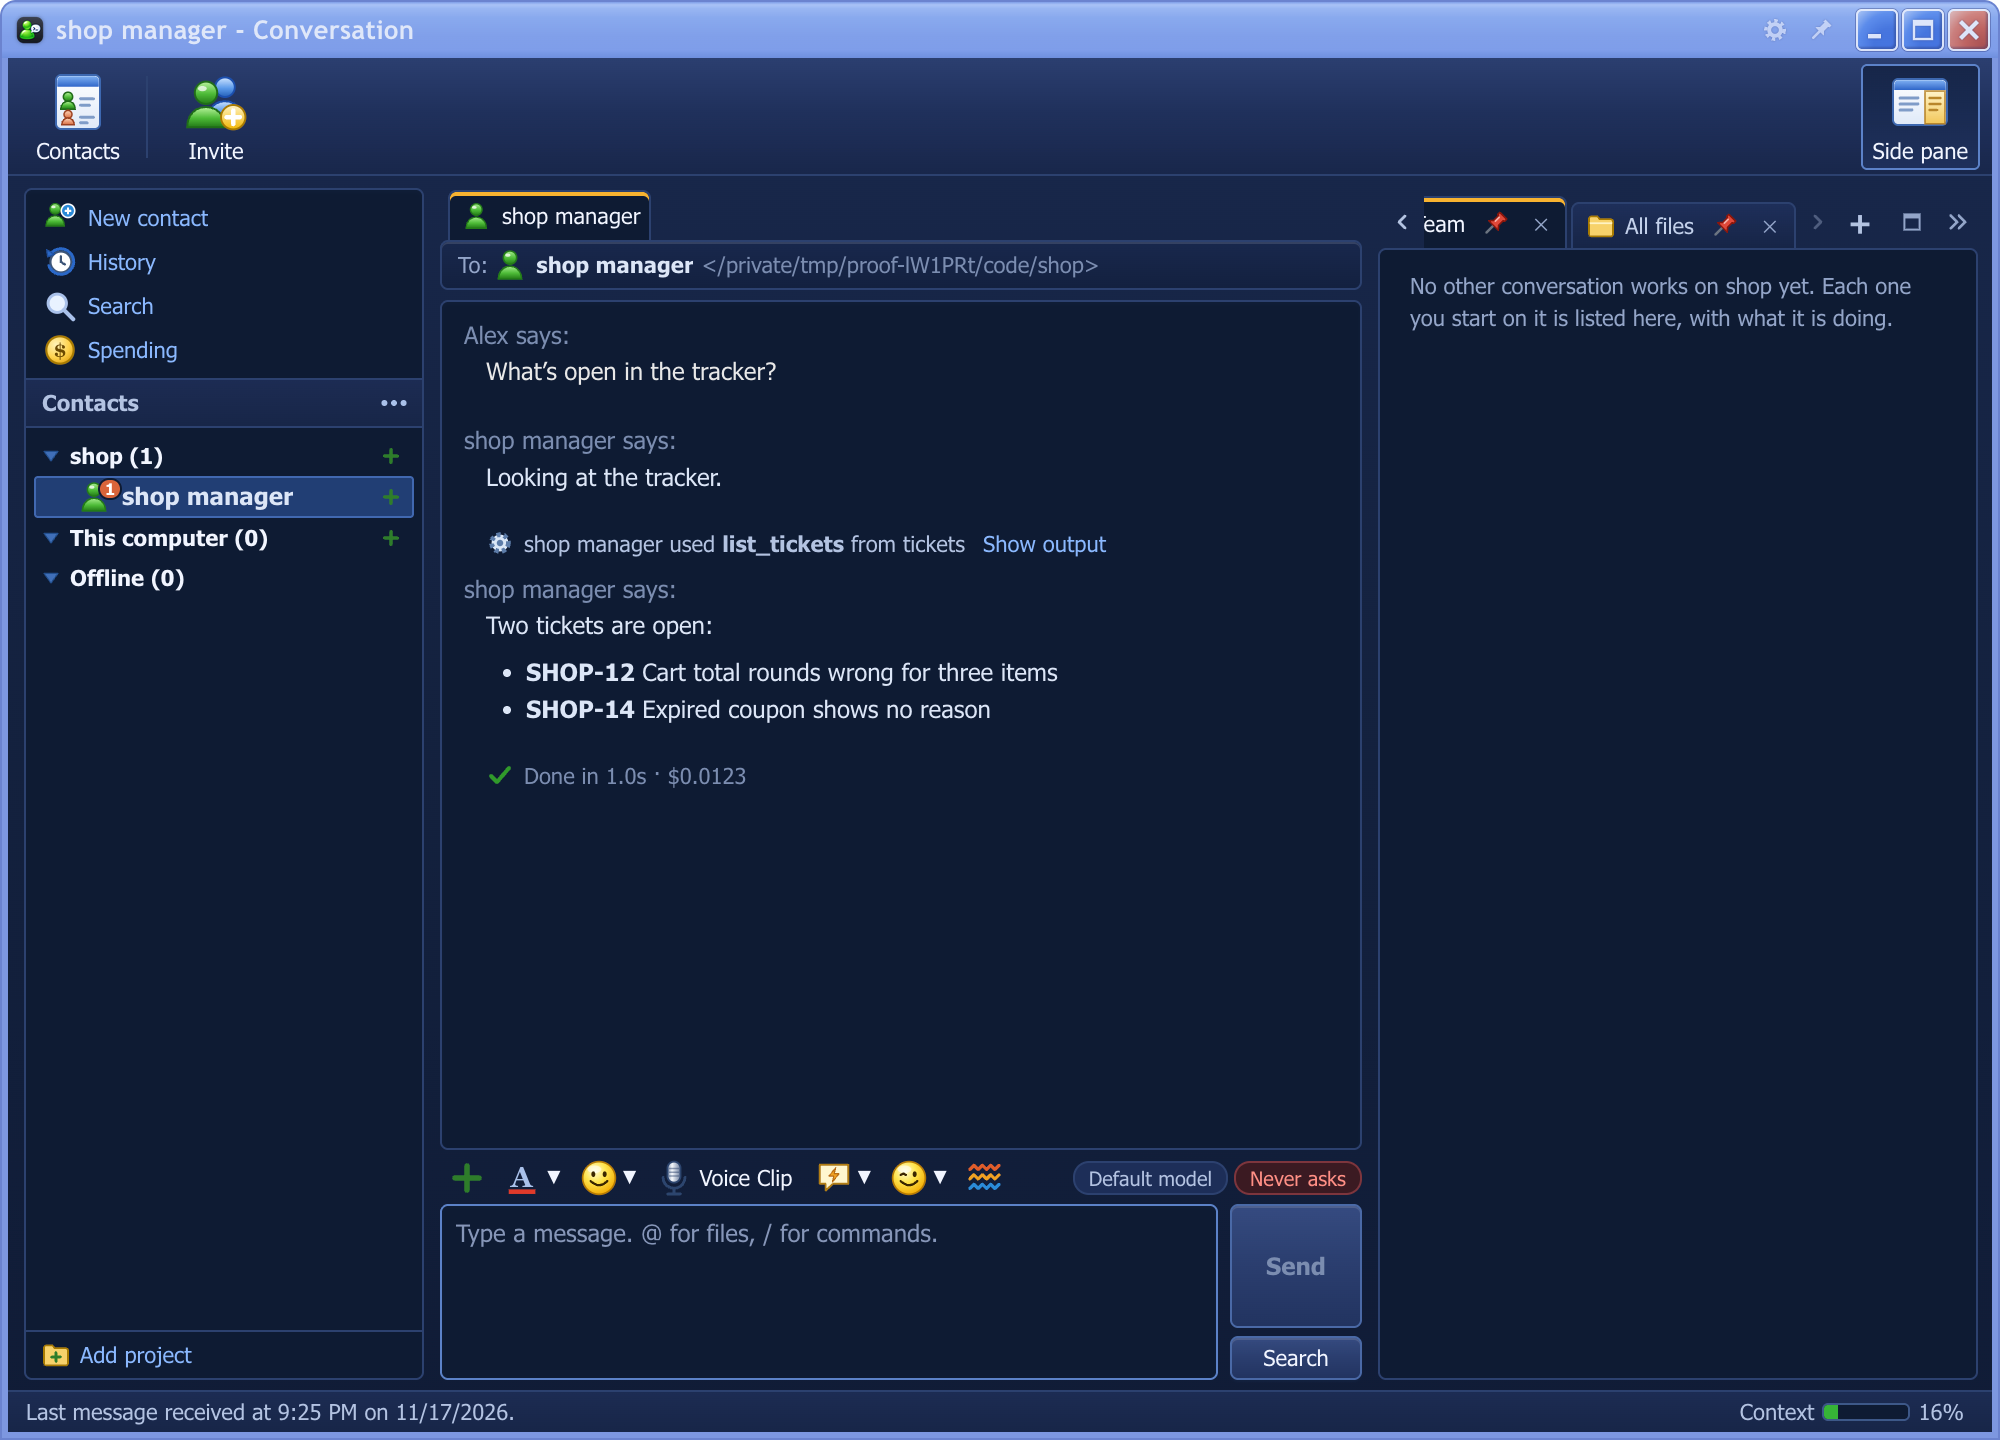 shop manager - Conversation
Contacts
Invite
Side pane
New contact
History
Search
Spending
Contacts
shop (1)
1
shop manager
This computer (0)
Offline (0)
Add project
shop manager
To: shop manager </private/tmp/proof-lW1PRt/code/shop>
Alex says:
What’s open in the tracker?
shop manager says:
Looking at the tracker.
shop manager used list_tickets from tickets Show output
shop manager says:
Two tickets are open:
• SHOP-12 Cart total rounds wrong for three items
• SHOP-14 Expired coupon shows no reason
Done in 1.0s · $0.0123
A
Voice Clip
Default model
Never asks
Type a message. @ for files, / for commands.
Send
Search
eam
All files
No other conversation works on shop yet. Each one
you start on it is listed here, with what it is doing.
Last message received at 9:25 PM on 11/17/2026.
Context 16%